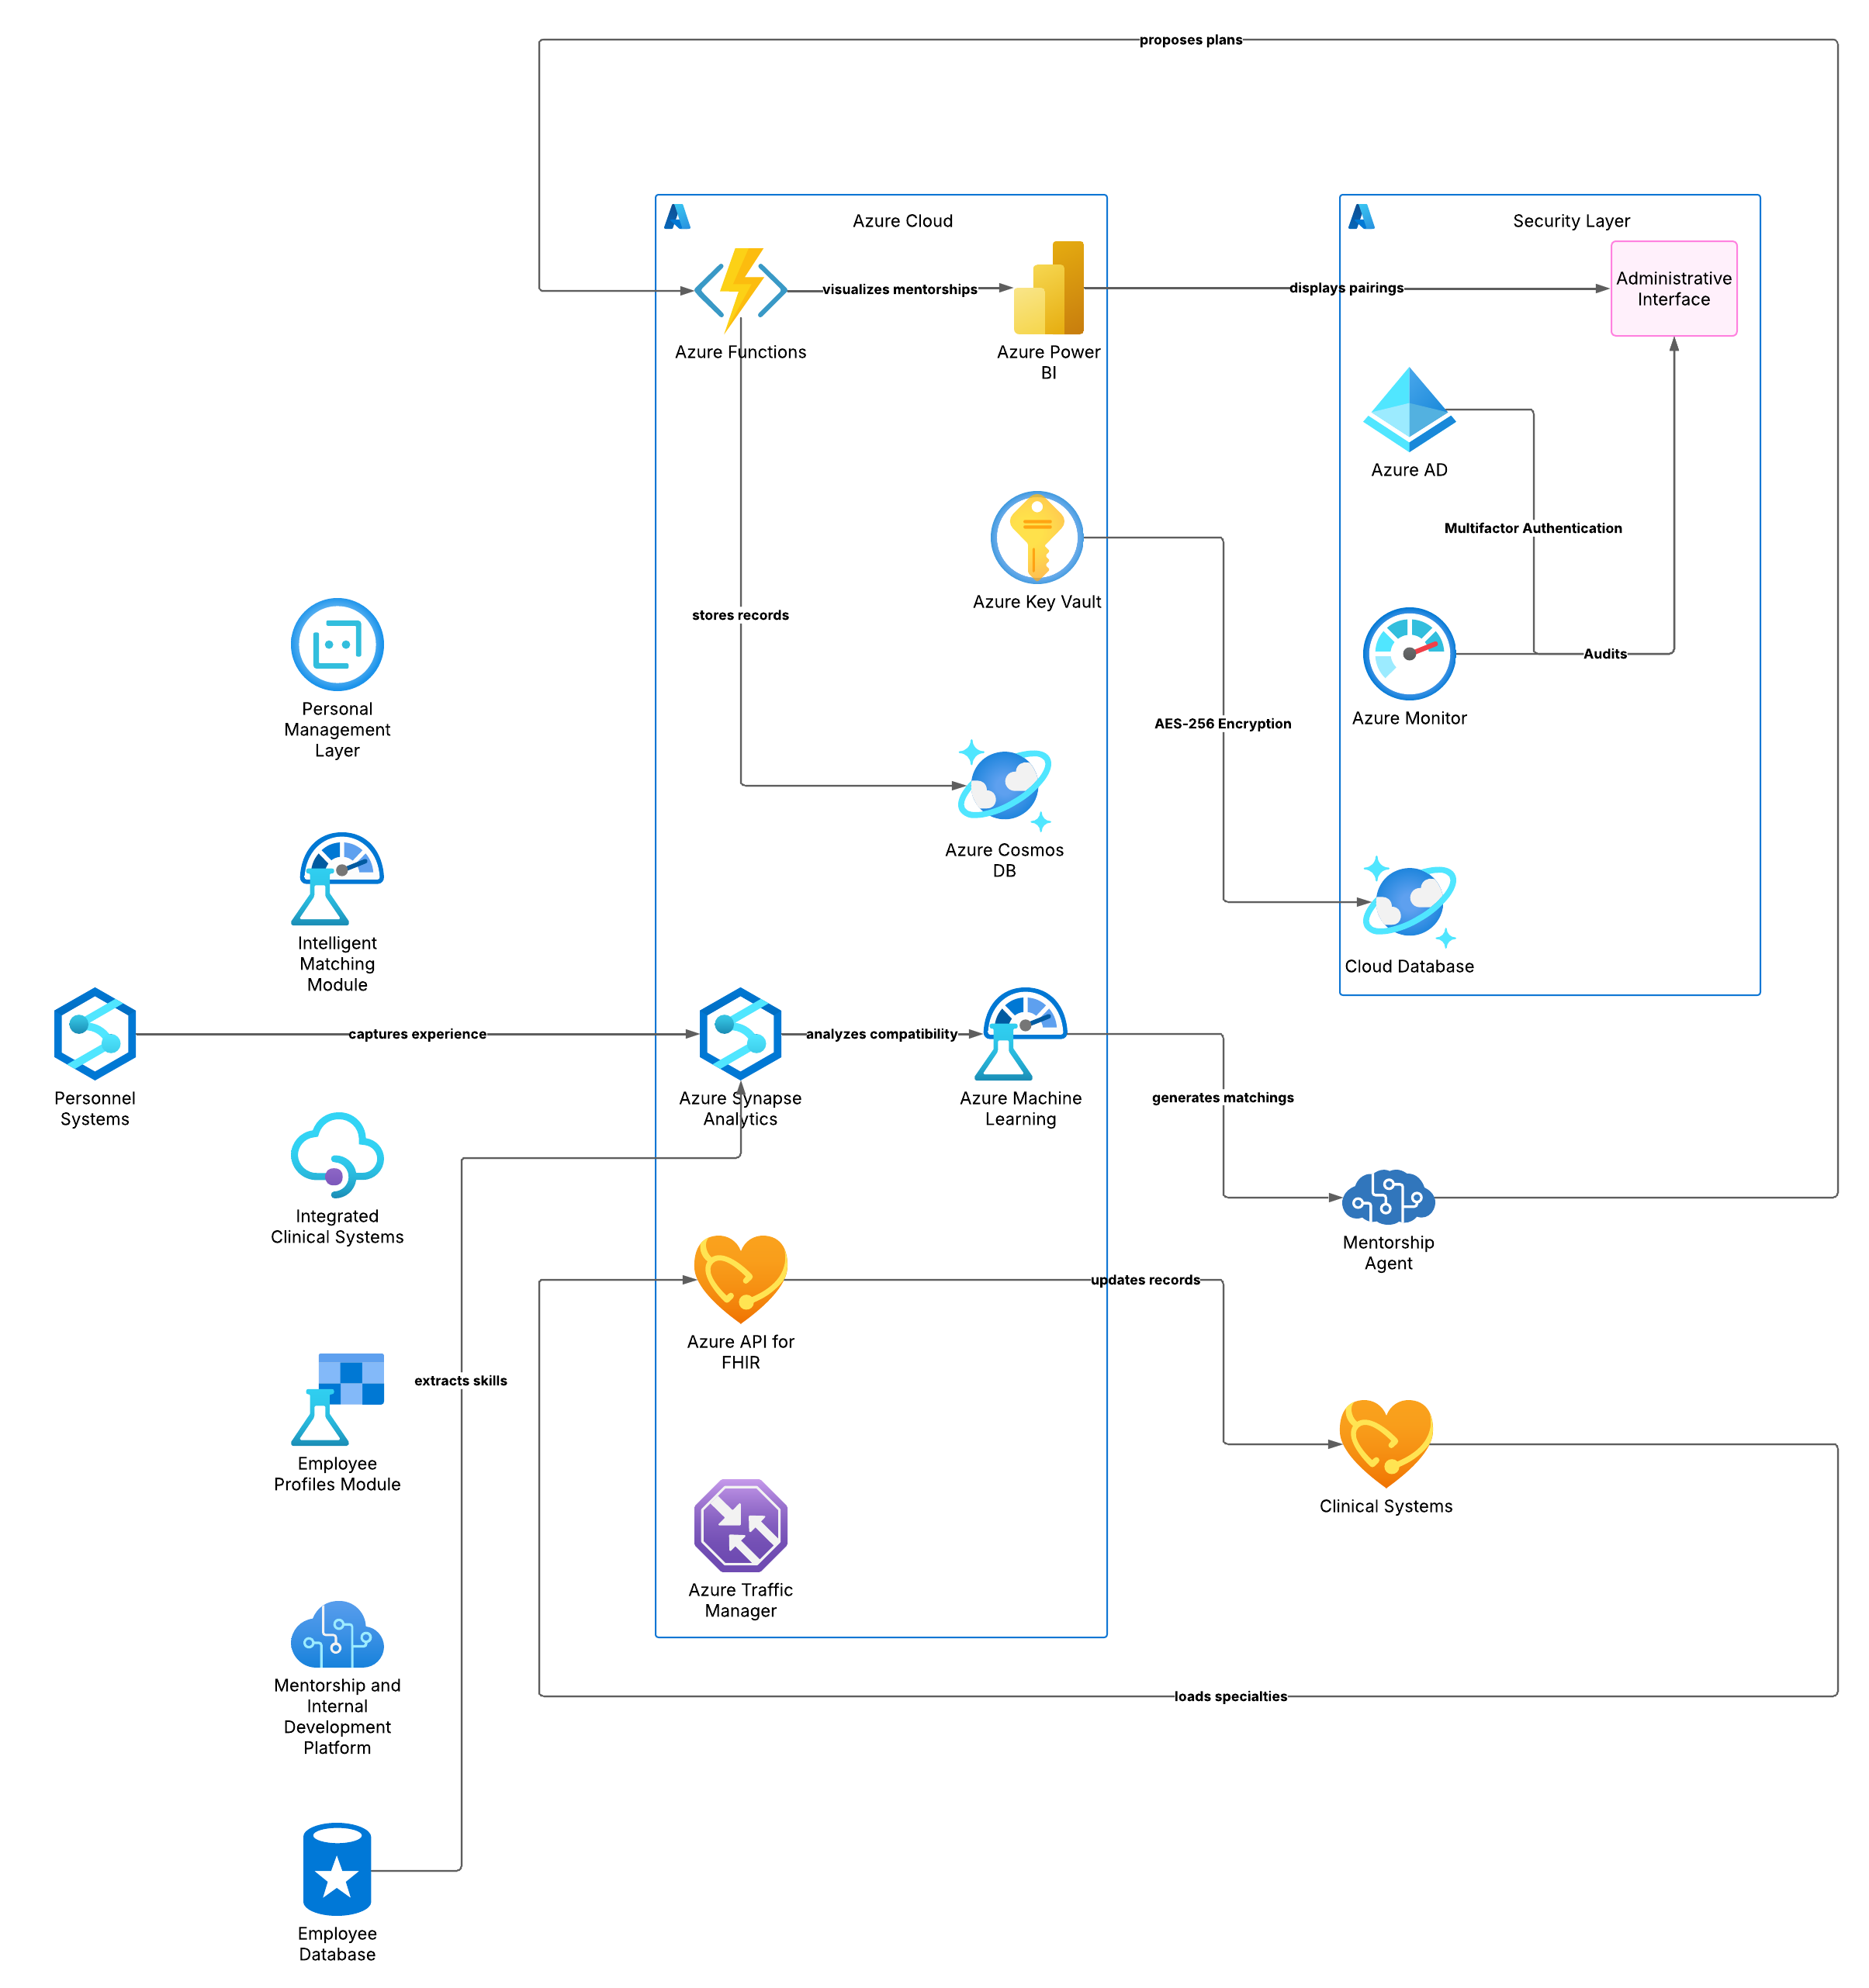 proposes plans
Azure Cloud
Security Layer
Administrative
Interface
visualizes mentorships
displays pairings
Azure Functions
Azure Power
BI
Azure AD
Multifactor Authentication
Azure Key Vault
stores records
Audits
Personal
Management
Layer
Azure Monitor
AES-256 Encryption
Azure Cosmos
DB
Intelligent
Matching
Module
Cloud Database
captures experience
analyzes compatibility
Personnel
Systems
Azure Synapse
Analytics
Azure Machine
Learning
generates matchings
Integrated
Clinical Systems
Mentorship
Agent
updates records
Azure API for
FHIR
extracts skills
Employee
Profiles Module
Clinical Systems
Azure Traffic
Manager
Mentorship and
Internal
Development
Platform
loads specialties
Employee
Database